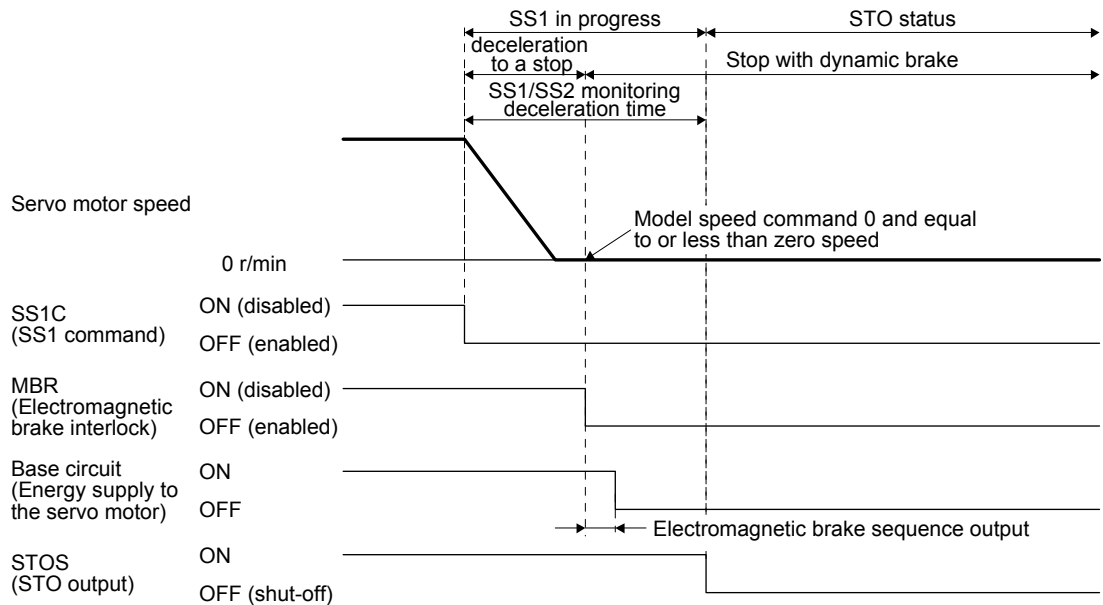 SS1 in progress
STO status
deceleration
to a stop
Stop with dynamic brake
SS1/SS2 monitoring
deceleration time
Servo motor speed
Model speed command 0 and equal
to or less than zero speed
0 r/min
SS1C
(SS1 command)
ON (disabled)
OFF (enabled)
MBR
(Electromagnetic
brake interlock)
ON (disabled)
OFF (enabled)
Base circuit
(Energy supply to
the servo motor)
ON
OFF
Electromagnetic brake sequence output
STOS
(STO output)
ON
OFF (shut-off)